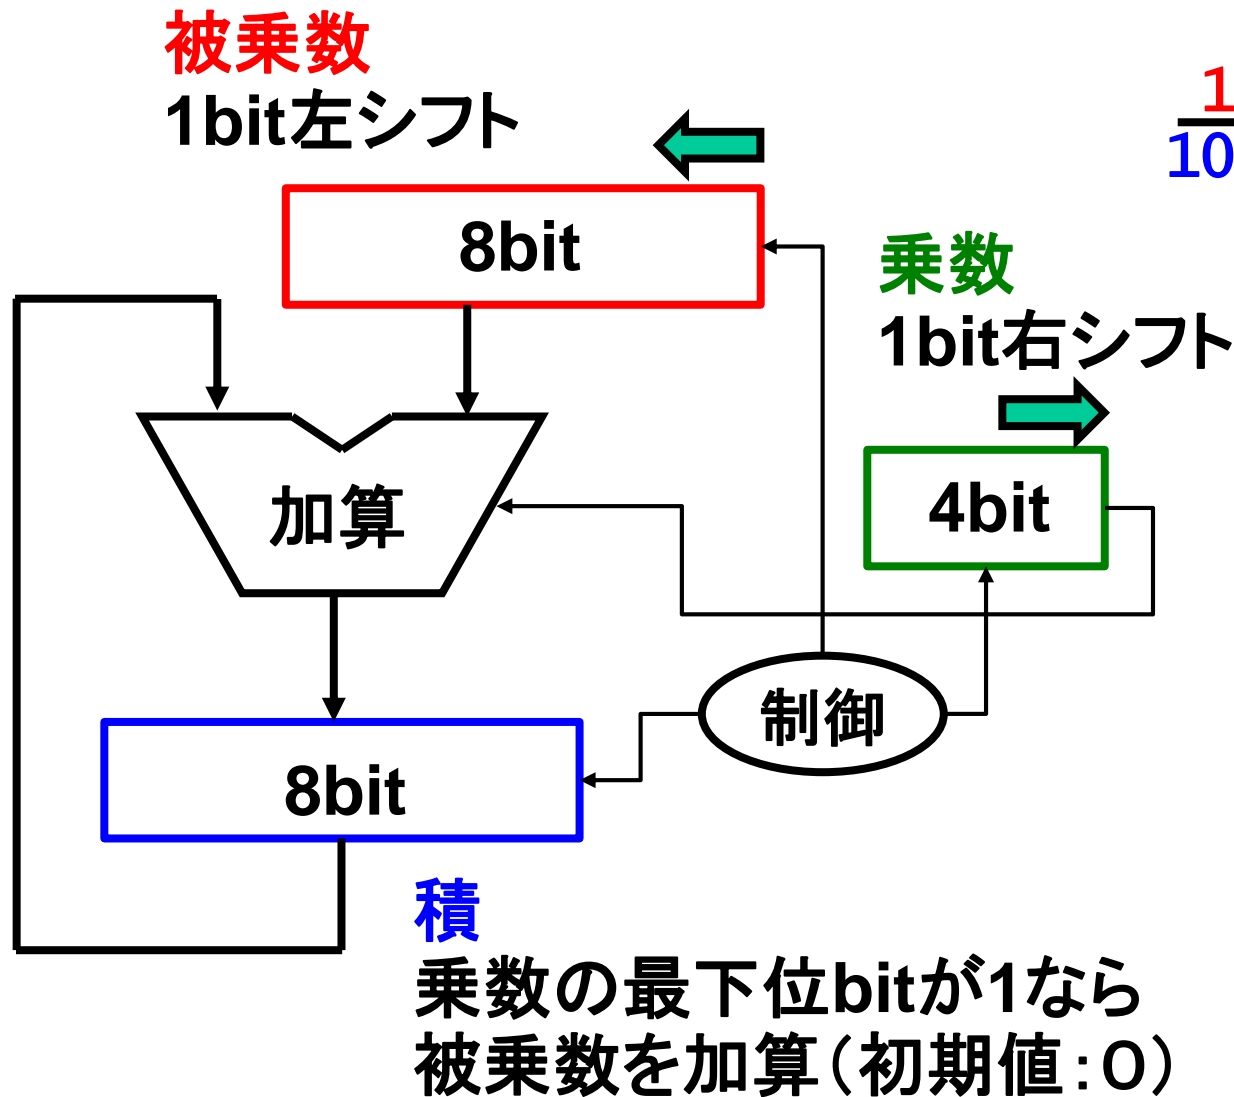 被乗数
1bit左シフト
1
10
8bit
乗数
1bit右シフト
加算
4bit
制御
8bit
積
乗数の最下位bitが1なら
被乗数を加算(初期値:0)